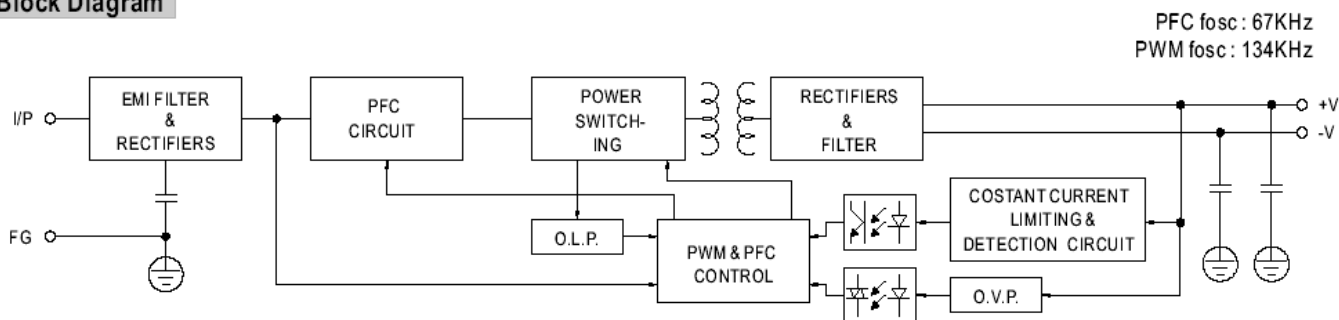 Block Diagram
PFC fosc : 67KHz
PWM fosc : 134KHz
I/P
EMI FILTER
&
RECTIFIERS
PFC
CIRCUIT
POWER
SWITCH-
ING
RECTIFIERS
&
FILTER
+V
-V
FG
O.L.P.
PWM & PFC
CONTROL
COSTANT CURRENT
LIMITING &
DETECTION CIRCUIT
O.V.P.